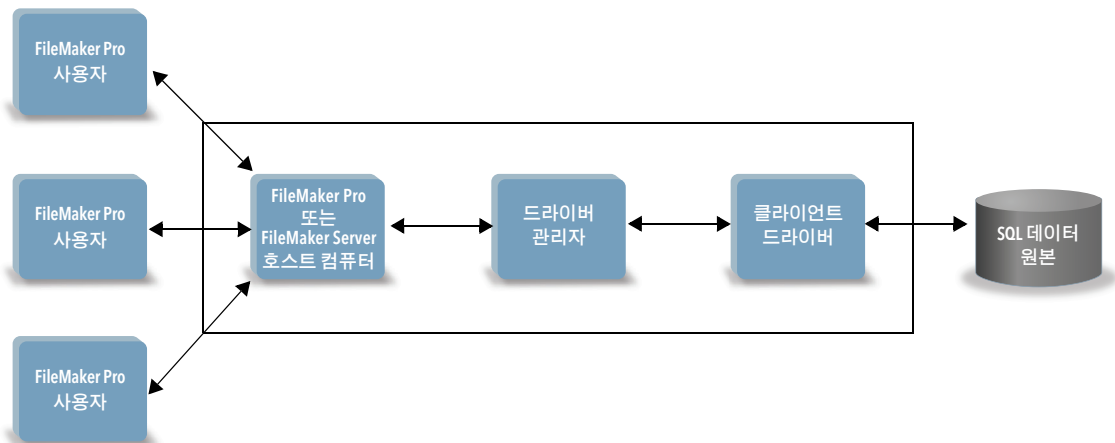 FileMaker Pro
사용자
FileMaker Pro
사용자
FileMaker Pro
사용자
FileMaker Pro
또는
FileMaker Server
호스트 컴퓨터
드라이버
관리자
클라이언트
드라이버
SQL 데이터
원본